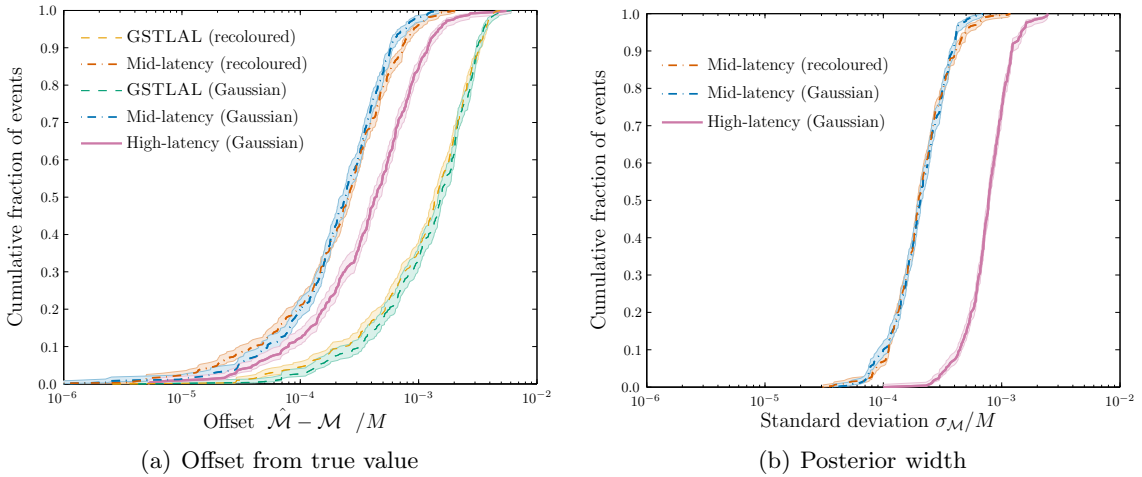 1.0
0.9
0.8
0.7
0.6
0.5
0.4
0.3
0.2
0.1
0.0
Cumulative fraction of events
GSTLAL (recoloured)
Mid-latency (recoloured)
GSTLAL (Gaussian)
Mid-latency (Gaussian)
High-latency (Gaussian)
10⁻⁶ 10⁻⁵ 10⁻⁴ 10⁻³ 10⁻²
Offset ℳ̂ − ℳ /M
(a) Offset from true value
1.0
0.9
0.8
0.7
0.6
0.5
0.4
0.3
0.2
0.1
0.0
Cumulative fraction of events
Mid-latency (recoloured)
Mid-latency (Gaussian)
High-latency (Gaussian)
10⁻⁶ 10⁻⁵ 10⁻⁴ 10⁻³ 10⁻²
Standard deviation σ_ℳ/M
(b) Posterior width